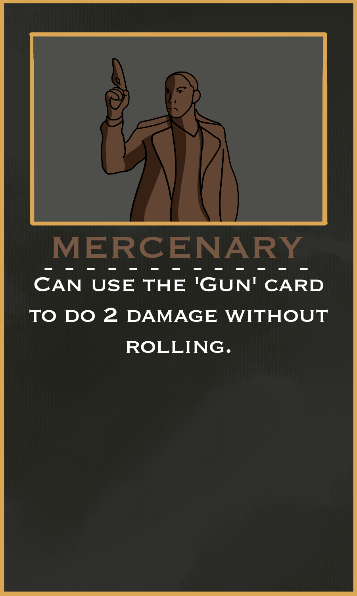 MERCENARY
CAN USE THE 'GUN' CARD
TO DO 2 DAMAGE WITHOUT
ROLLING.